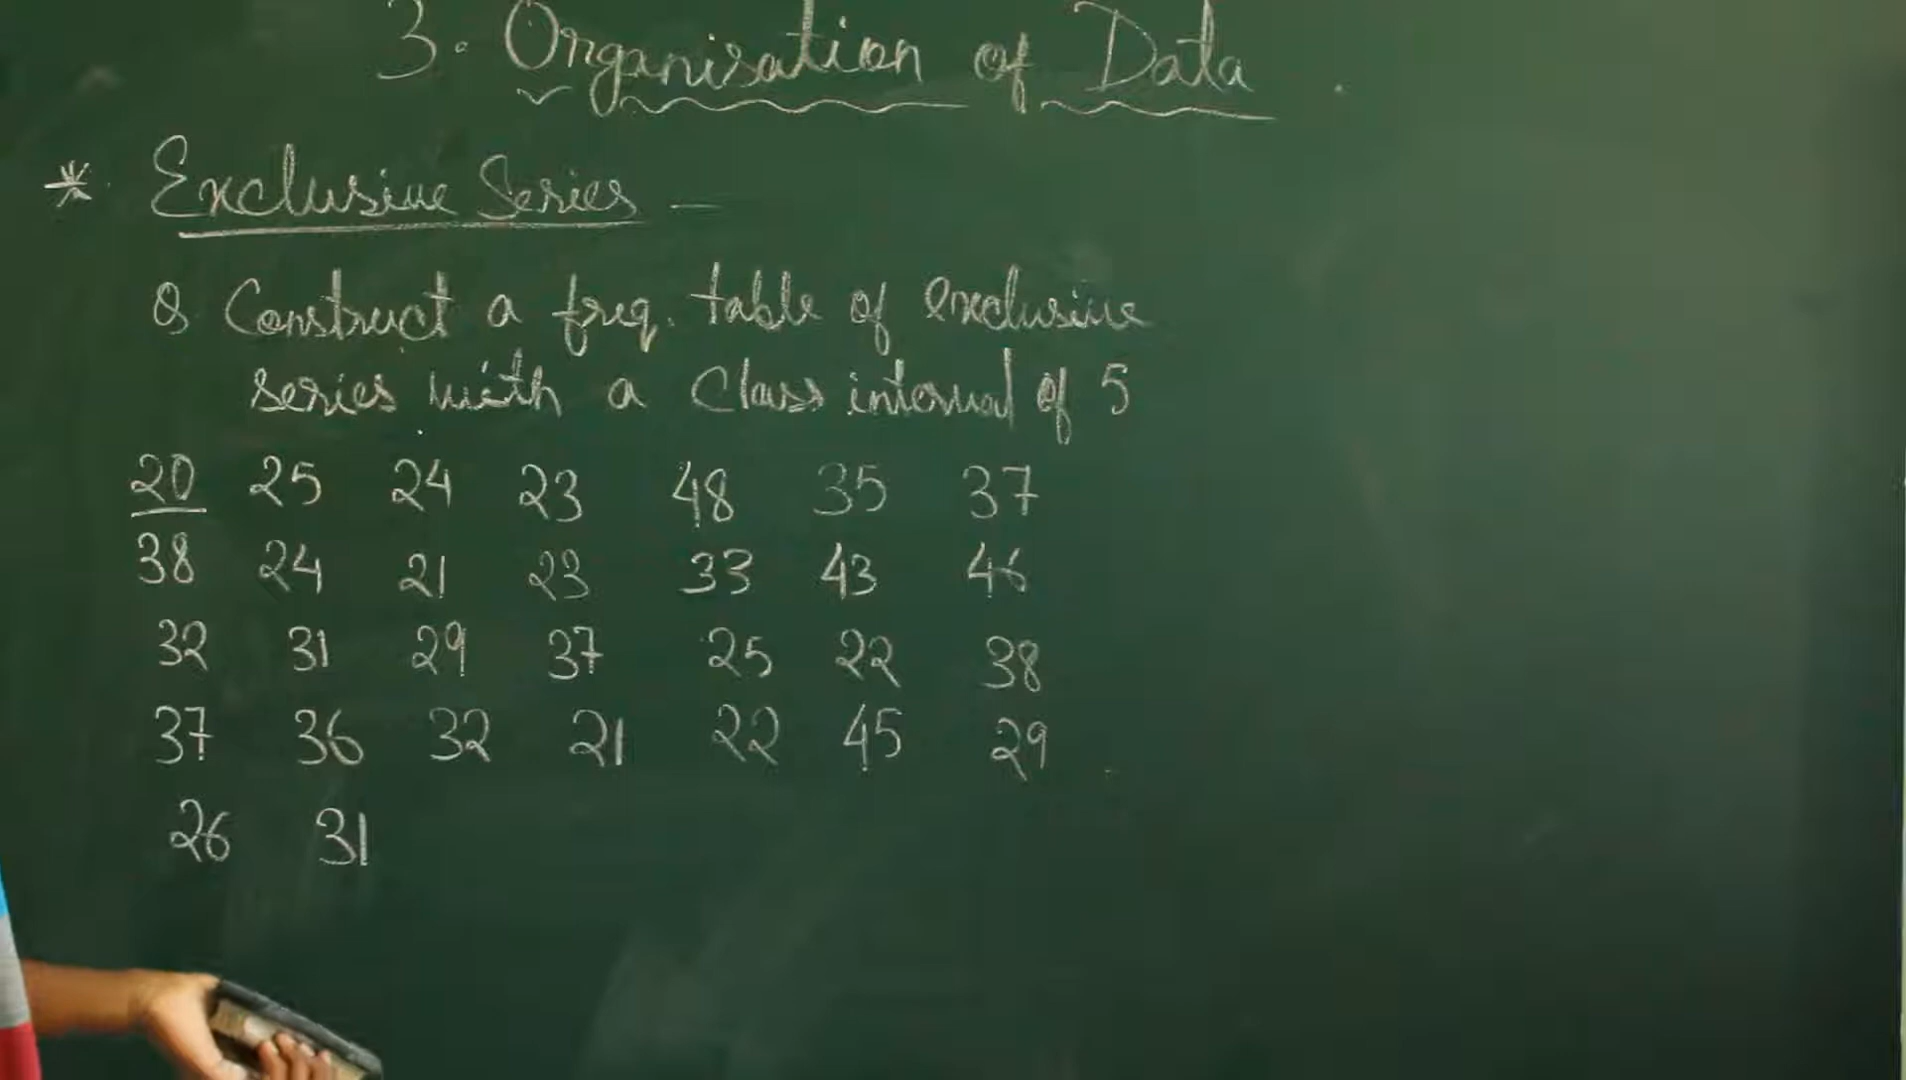 3. Organisation of Data
* Exclusive Series -
Q. Construct a freq. table of exclusive
series with a Class interval of 5
20 25 24 23 48 35 37
38 24 21 23 33 43 46
32 31 29 37 25 22 38
37 36 32 21 22 45 29
26 31